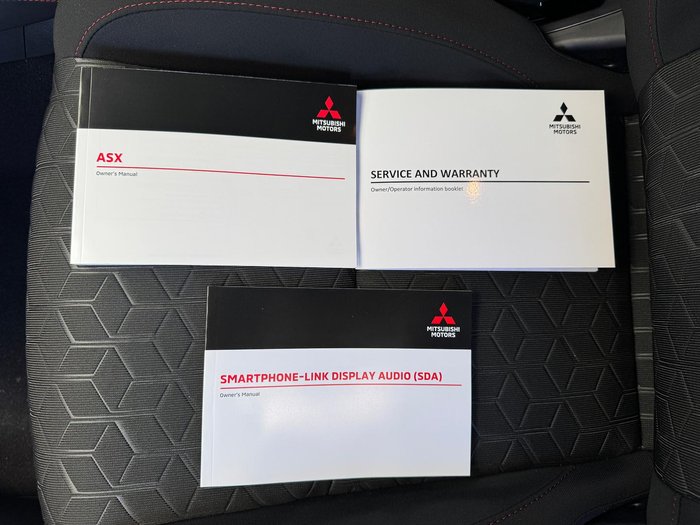 MITSUBISHI
MOTORS
ASX
Owner's Manual
MITSUBISHI
MOTORS
SERVICE AND WARRANTY
Owner/Operator information booklet
MITSUBISHI
MOTORS
SMARTPHONE-LINK DISPLAY AUDIO (SDA)
Owner's Manual